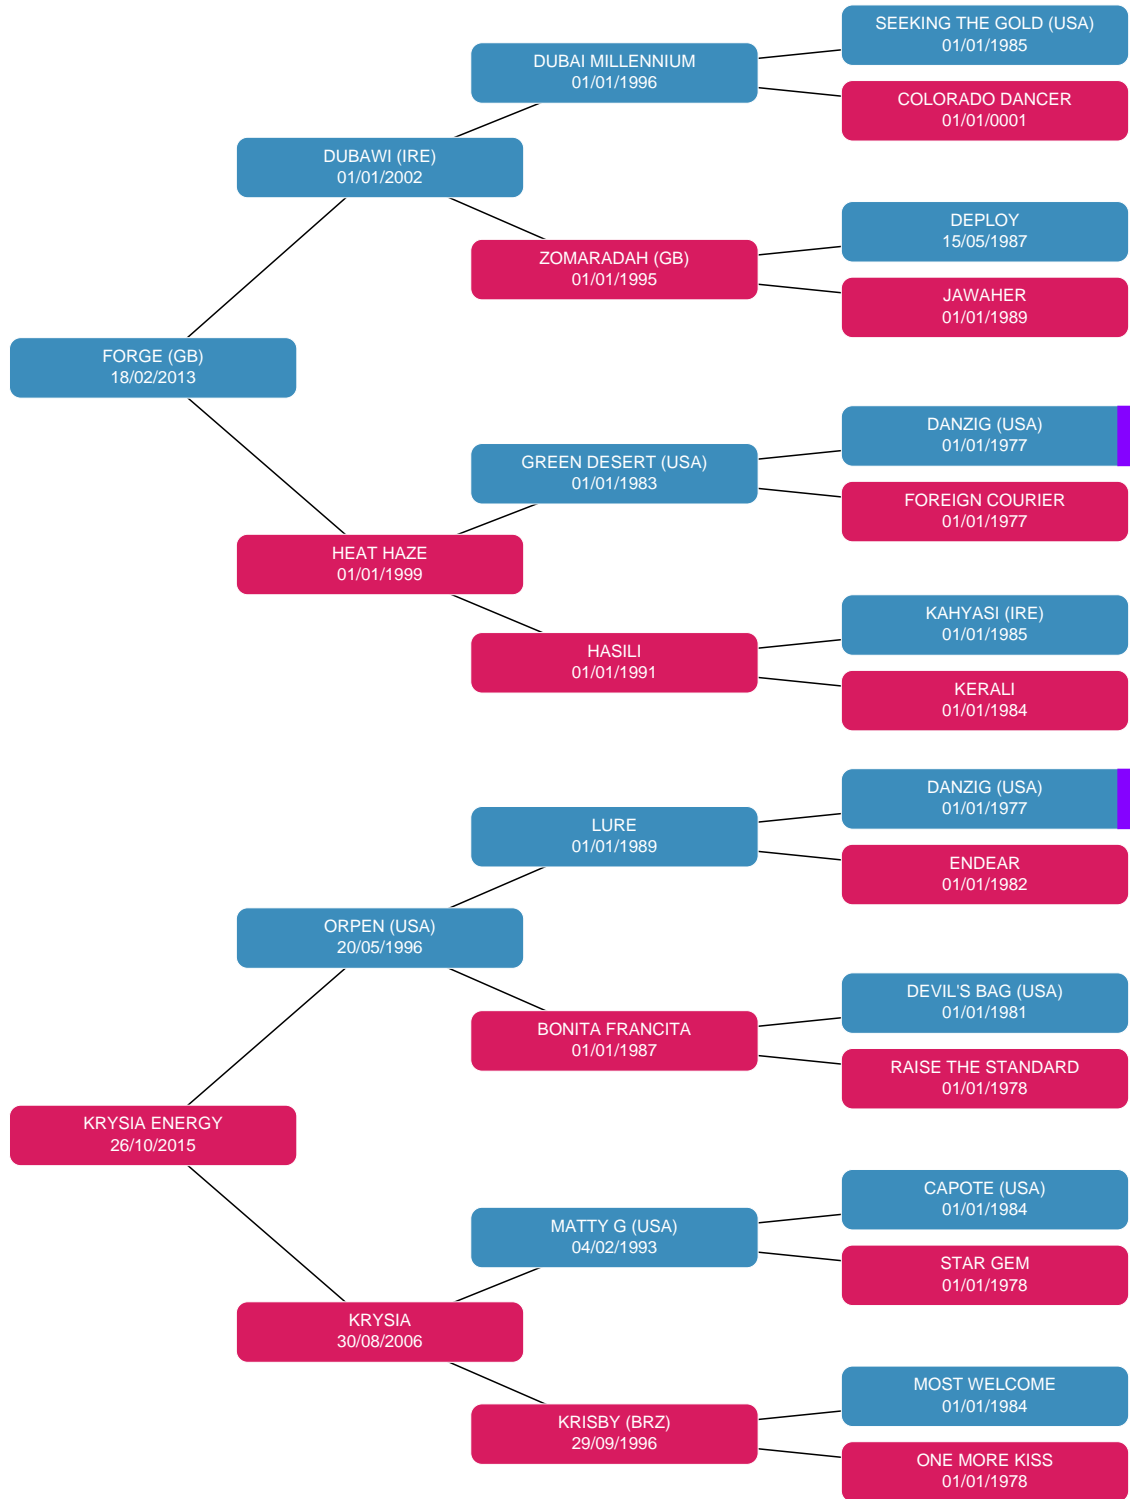 SEEKING THE GOLD (USA)
01/01/1985
DUBAI MILLENNIUM
01/01/1996
COLORADO DANCER
01/01/0001
DUBAWI (IRE)
01/01/2002
DEPLOY
15/05/1987
ZOMARADAH (GB)
01/01/1995
JAWAHER
01/01/1989
FORGE (GB)
18/02/2013
DANZIG (USA)
01/01/1977
GREEN DESERT (USA)
01/01/1983
FOREIGN COURIER
01/01/1977
HEAT HAZE
01/01/1999
KAHYASI (IRE)
01/01/1985
HASILI
01/01/1991
KERALI
01/01/1984
DANZIG (USA)
01/01/1977
LURE
01/01/1989
ENDEAR
01/01/1982
ORPEN (USA)
20/05/1996
DEVIL'S BAG (USA)
01/01/1981
BONITA FRANCITA
01/01/1987
RAISE THE STANDARD
01/01/1978
KRYSIA ENERGY
26/10/2015
CAPOTE (USA)
01/01/1984
MATTY G (USA)
04/02/1993
STAR GEM
01/01/1978
KRYSIA
30/08/2006
MOST WELCOME
01/01/1984
KRISBY (BRZ)
29/09/1996
ONE MORE KISS
01/01/1978